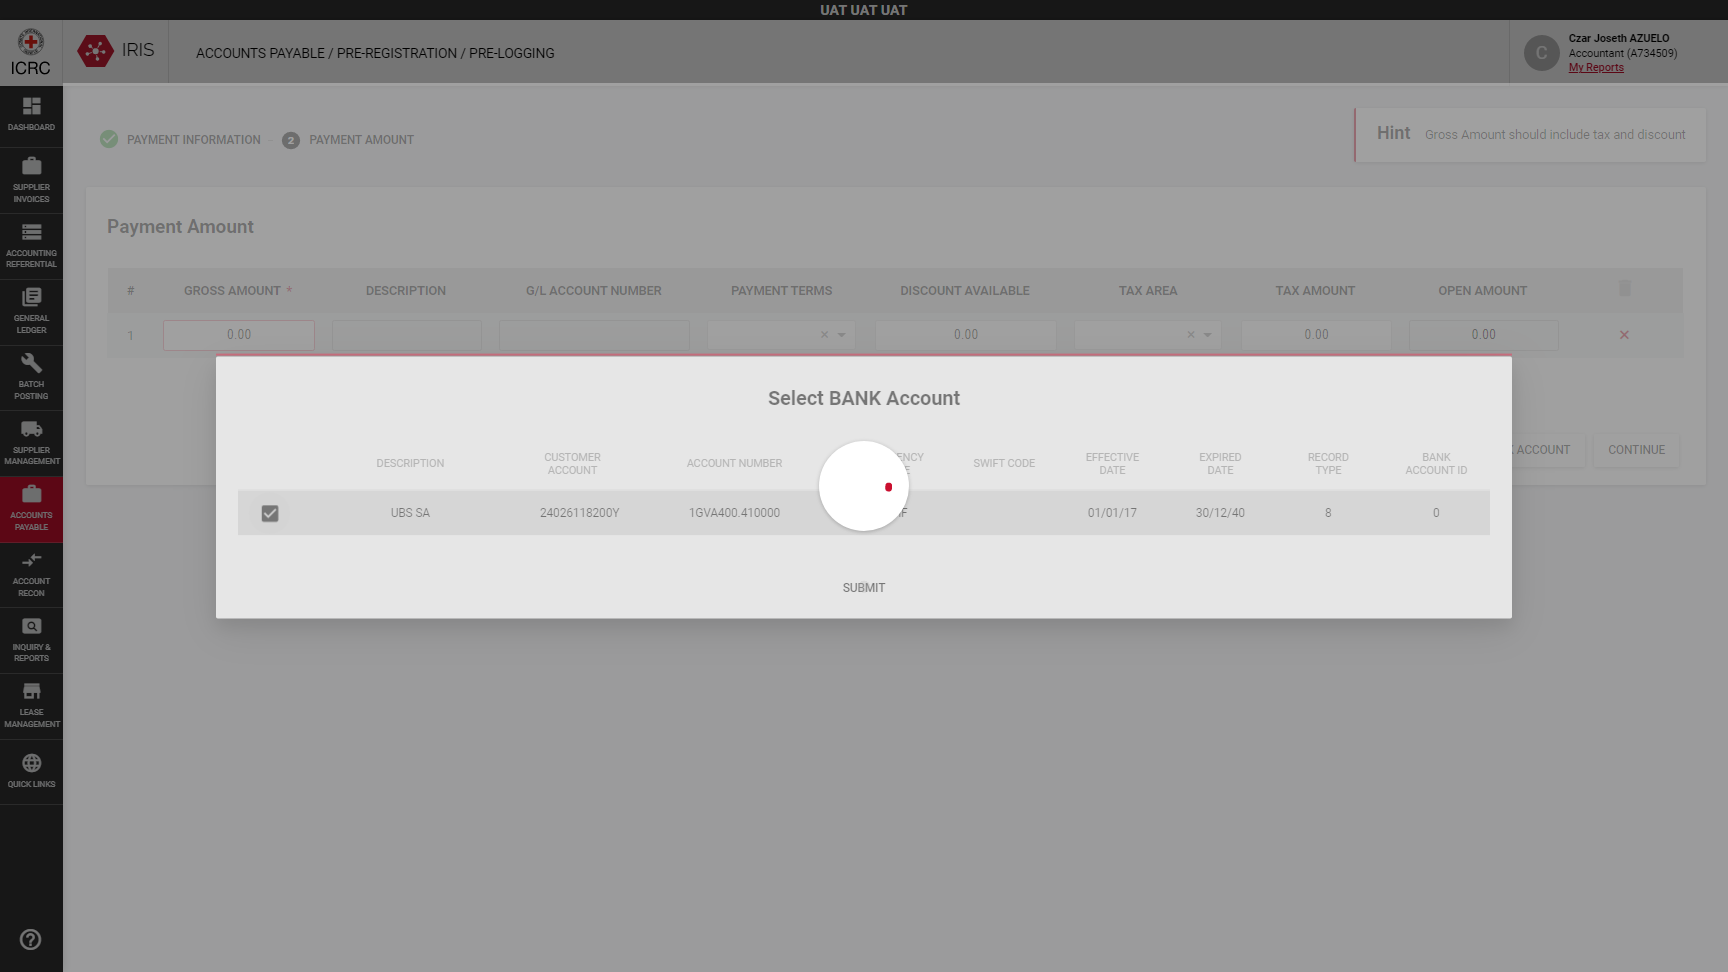 UAT UAT UAT
ICRC
IRIS
ACCOUNTS PAYABLE / PRE-REGISTRATION / PRE-LOGGING
C
Czar Joseth AZUELO
Accountant (A734509)
My Reports
DASHBOARD
SUPPLIER
INVOICES
ACCOUNTING
REFERENTIAL
GENERAL
LEDGER
BATCH
POSTING
SUPPLIER
MANAGEMENT
ACCOUNTS
PAYABLE
ACCOUNT
RECON
INQUIRY &
REPORTS
LEASE
MANAGEMENT
QUICK LINKS
PAYMENT INFORMATION
2 PAYMENT AMOUNT
Hint Gross Amount should include tax and discount
Payment Amount
# GROSS AMOUNT * DESCRIPTION G/L ACCOUNT NUMBER PAYMENT TERMS DISCOUNT AVAILABLE TAX AREA TAX AMOUNT OPEN AMOUNT
1 0.00 × 0.00 × 0.00 0.00 ×
ACCOUNT CONTINUE
Select BANK Account
DESCRIPTION CUSTOMER ACCOUNT ACCOUNT NUMBER SWIFT CODE EFFECTIVE DATE EXPIRED DATE RECORD TYPE BANK ACCOUNT ID
UBS SA 24026118200Y 1GVA400.410000 01/01/17 30/12/40 8 0
SUBMIT